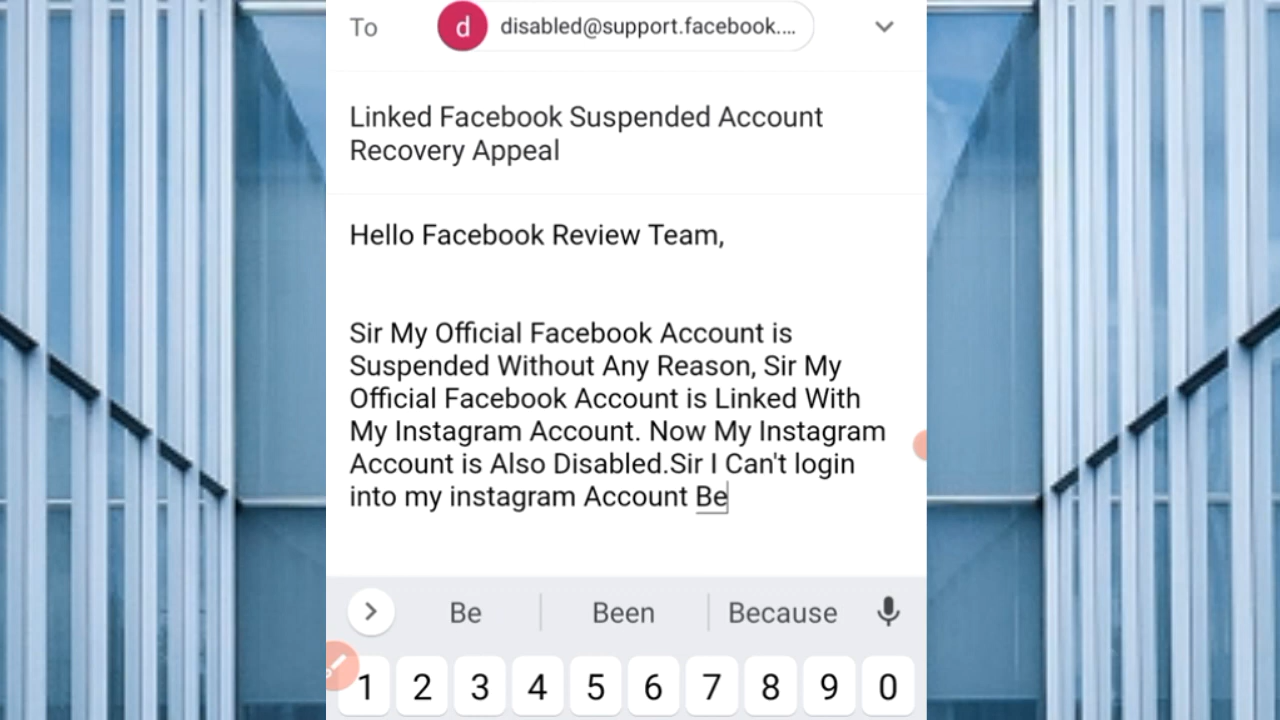 To
d
disabled@support.facebook....
Linked Facebook Suspended Account
Recovery Appeal
Hello Facebook Review Team,
Sir My Official Facebook Account is
Suspended Without Any Reason, Sir My
Official Facebook Account is Linked With
My Instagram Account. Now My Instagram
Account is Also Disabled.Sir I Can't login
into my instagram Account Be
Be Been Because
1 2 3 4 5 6 7 8 9 0